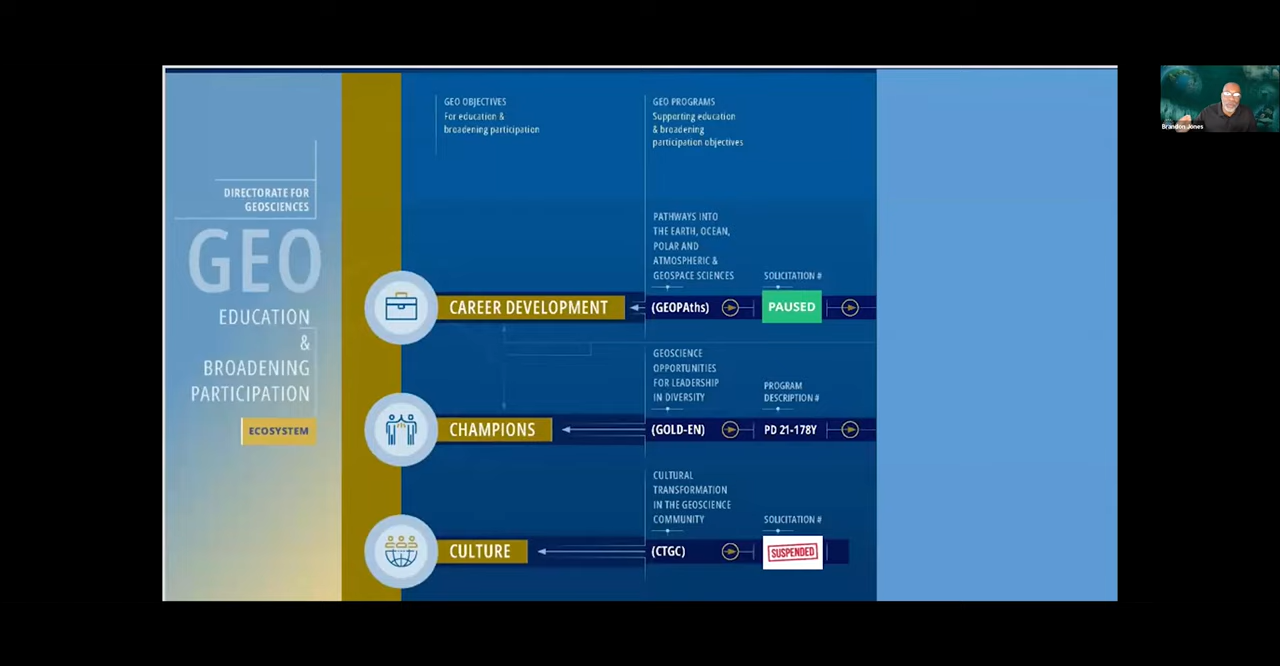 DIRECTORATE FOR
GEOSCIENCES
GEO
EDUCATION
&
BROADENING
PARTICIPATION
ECOSYSTEM
GEO OBJECTIVES
For education &
broadening participation
GEO PROGRAMS
Supporting education
& broadening
participation objectives
PATHWAYS INTO
THE EARTH, OCEAN,
POLAR AND
ATMOSPHERIC &
GEOSPACE SCIENCES
SOLICITATION #
CAREER DEVELOPMENT
(GEOPAths)
PAUSED
GEOSCIENCE
OPPORTUNITIES
FOR LEADERSHIP
IN DIVERSITY
PROGRAM
DESCRIPTION #
CHAMPIONS
(GOLD-EN)
PD 21-178Y
CULTURAL
TRANSFORMATION
IN THE GEOSCIENCE
COMMUNITY
SOLICITATION #
CULTURE
(CTGC)
SUSPENDED
Brandon Jones